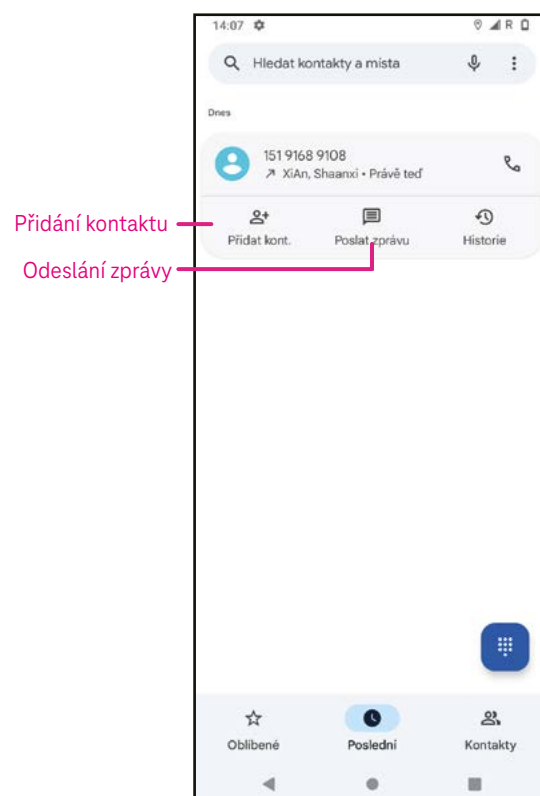 14:07
R
Hledat kontakty a místa
Dnes
151 9168 9108
XiAn, Shaanxi • Právě teď
Přidání kontaktu
Přidat kont.
Poslat zprávu
Historie
Odeslání zprávy
Oblíbené
Poslední
Kontakty